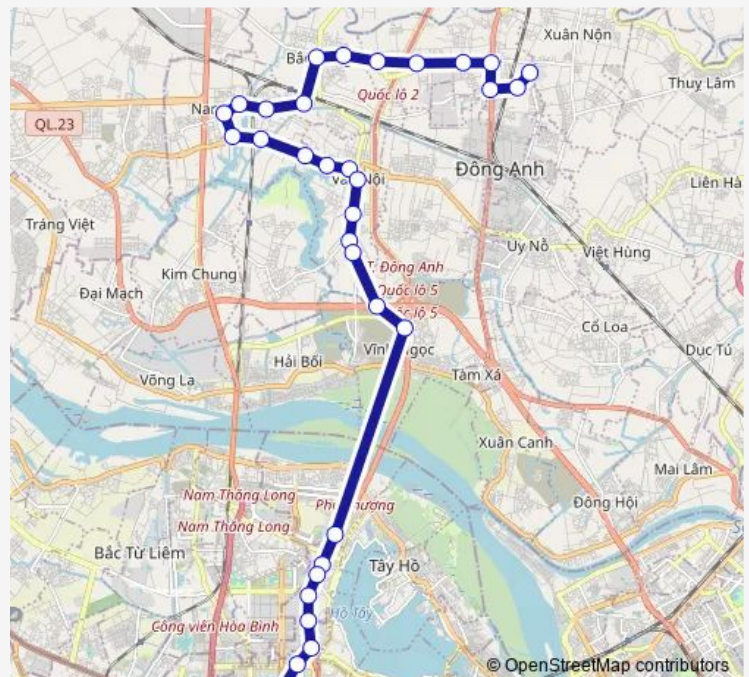 Xuân Nộn
Quốc lộ 2
Thuỵ Lâm
QL.23
Đông Anh
Liên Hà
Tráng Việt
Uy Nỗ
Việt Hùng
T. Đông Anh
Kim Chung
Quốc lộ 5
Đại Mạch
Cổ Loa
Hải Bối
Dục Tú
Tàm Xá
Võng La
Xuân Canh
Mai Lâm
Nam Thăng Long
Đông Hội
Nam Thăng Long
Bắc Từ Liêm
Tây Hồ
Hồ Tây
Công viên Hòa Bình
© OpenStreetMap contributors